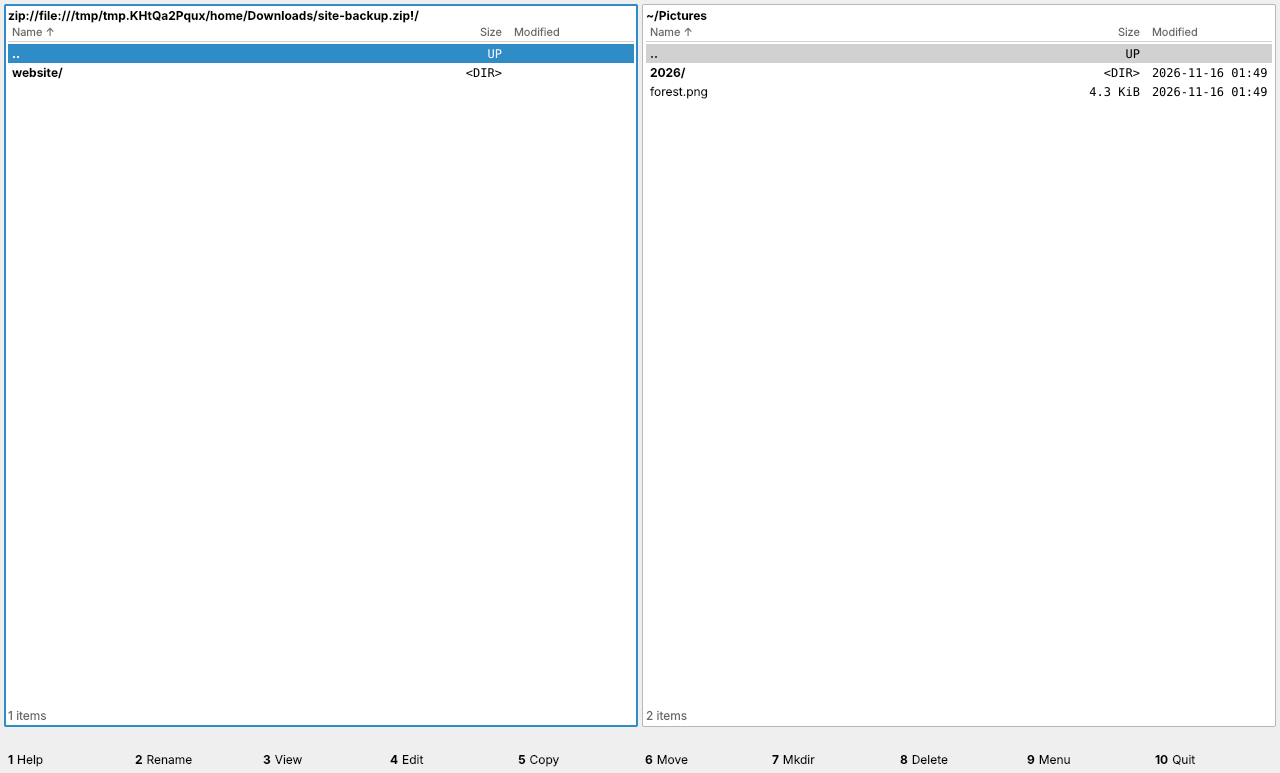 zip://file:///tmp/tmp.KHtQa2Pqux/home/Downloads/site-backup.zip!/
Name ↑ Size Modified
.. UP
website/ <DIR>
1 items
~/Pictures
Name ↑ Size Modified
.. UP
2026/ <DIR> 2026-11-16 01:49
forest.png 4.3 KiB 2026-11-16 01:49
2 items
1 Help 2 Rename 3 View 4 Edit 5 Copy 6 Move 7 Mkdir 8 Delete 9 Menu 10 Quit